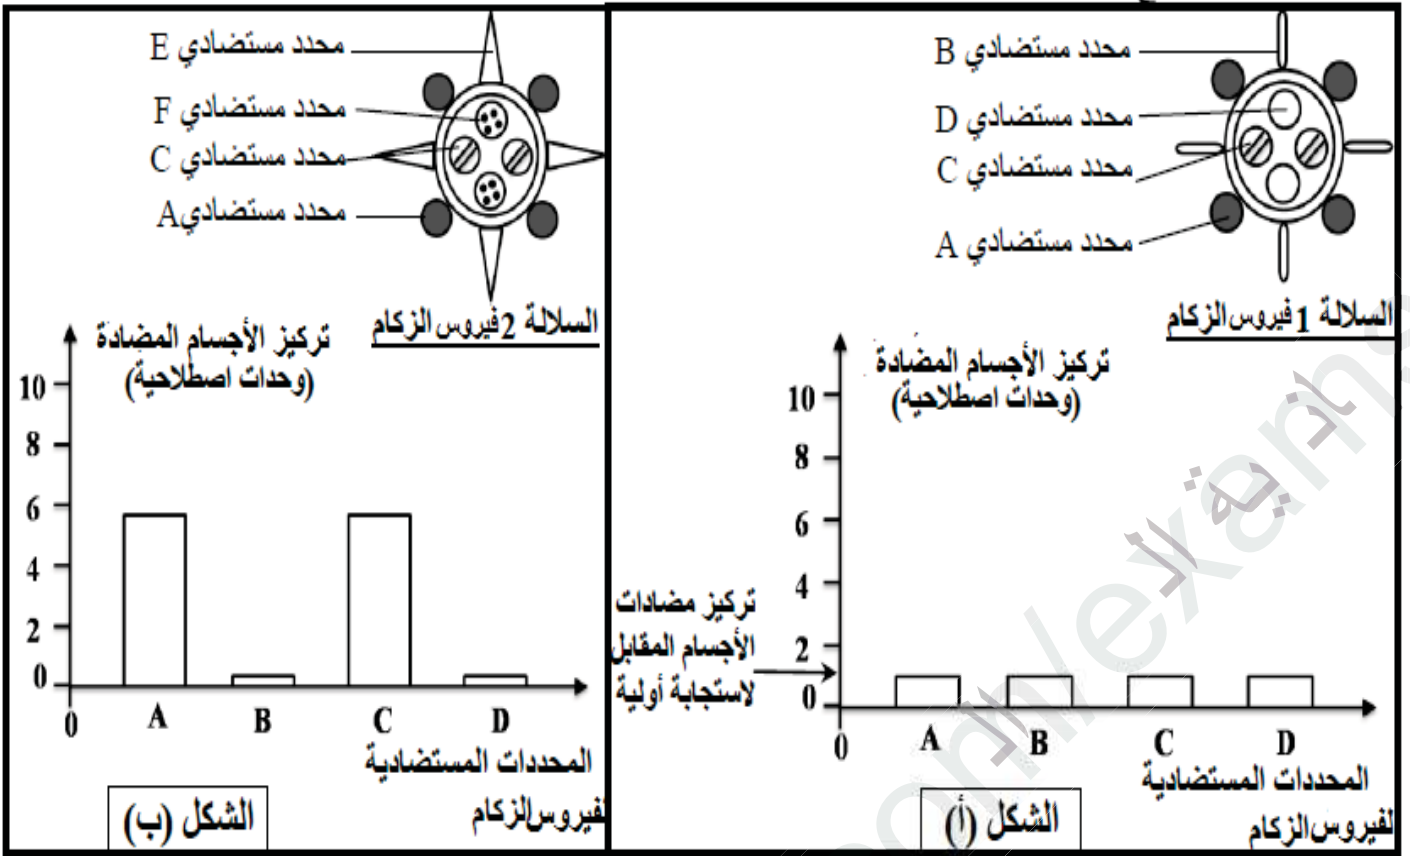 محدد مستضادي B
محدد مستضادي D
محدد مستضادي C
محدد مستضادي A
السلالة 1 فيروس الزكام
تركيز الأجسام المضادة
(وحدات اصطلاحية)
10
8
6
4
2
0
تركيز مضادات
الأجسام المقابل
لاستجابة أولية
0 A B C D
المحددات المستضادية
لفيروس الزكام
الشكل (أ)
محدد مستضادي E
محدد مستضادي F
محدد مستضادي C
محدد مستضادي A
السلالة 2 فيروس الزكام
تركيز الأجسام المضادة
(وحدات اصطلاحية)
10
8
6
4
2
0
0 A B C D
المحددات المستضادية
لفيروس الزكام
الشكل (ب)